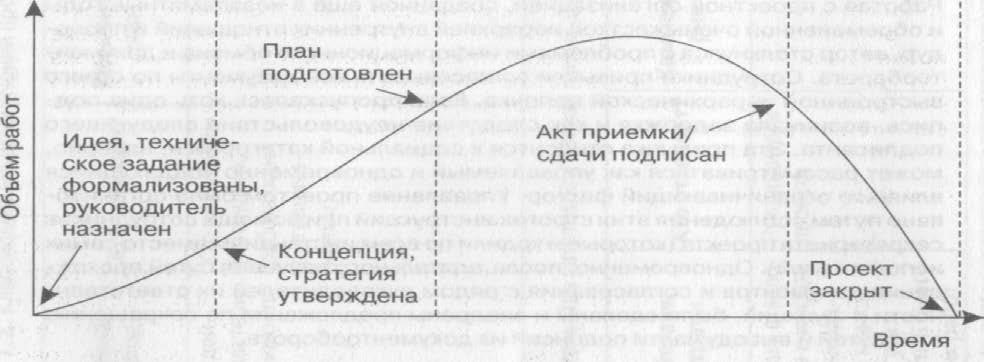 План
подготовлен
Идея, техниче-
ское задание
формализованы,
руководитель
назначен
Концепция,
стратегия
утверждена
Акт приемки/
сдачи подписан
Проект
закрыт
Объем работ
Время